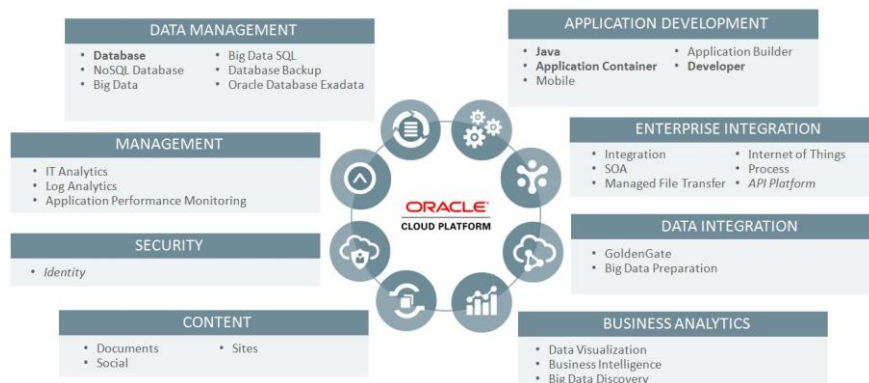 DATA MANAGEMENT
• Database
• NoSQL Database
• Big Data
• Big Data SQL
• Database Backup
• Oracle Database Exadata
APPLICATION DEVELOPMENT
• Java
• Application Container
• Mobile
• Application Builder
• Developer
MANAGEMENT
• IT Analytics
• Log Analytics
• Application Performance Monitoring
ENTERPRISE INTEGRATION
• Integration
• SOA
• Managed File Transfer
• Internet of Things
• Process
• API Platform
ORACLE
CLOUD PLATFORM
SECURITY
• Identity
DATA INTEGRATION
• GoldenGate
• Big Data Preparation
CONTENT
• Documents
• Social
• Sites
BUSINESS ANALYTICS
• Data Visualization
• Business Intelligence
• Big Data Discovery